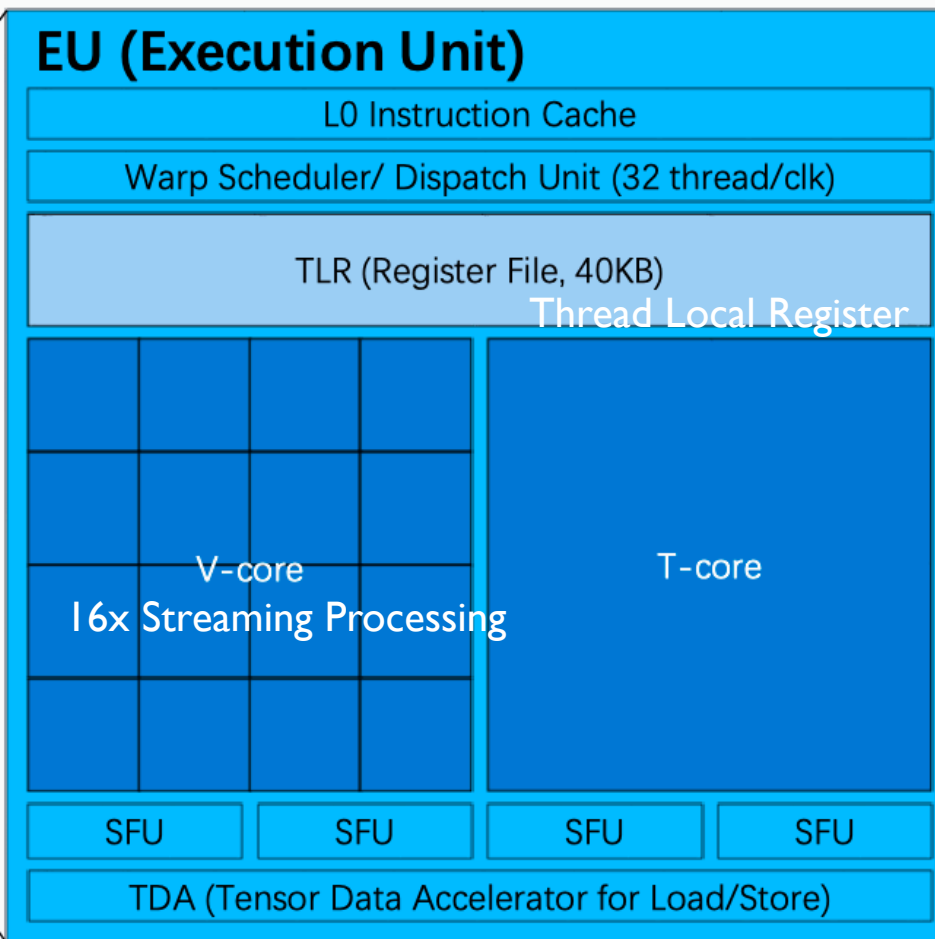 EU (Execution Unit)
L0 Instruction Cache
Warp Scheduler/ Dispatch Unit (32 thread/clk)
TLR (Register File, 40KB)
Thread Local Register
V-core
16x Streaming Processing
T-core
SFU
SFU
SFU
SFU
TDA (Tensor Data Accelerator for Load/Store)